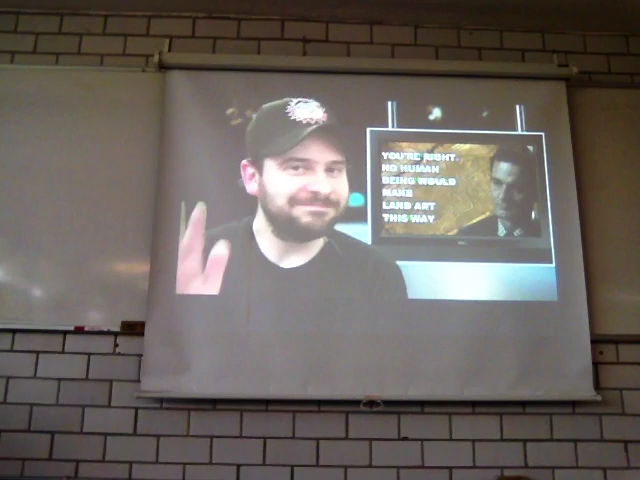 YOU'RE RIGHT.
NO HUMAN
BEING WOULD
MAKE
LAND ART
THIS WAY